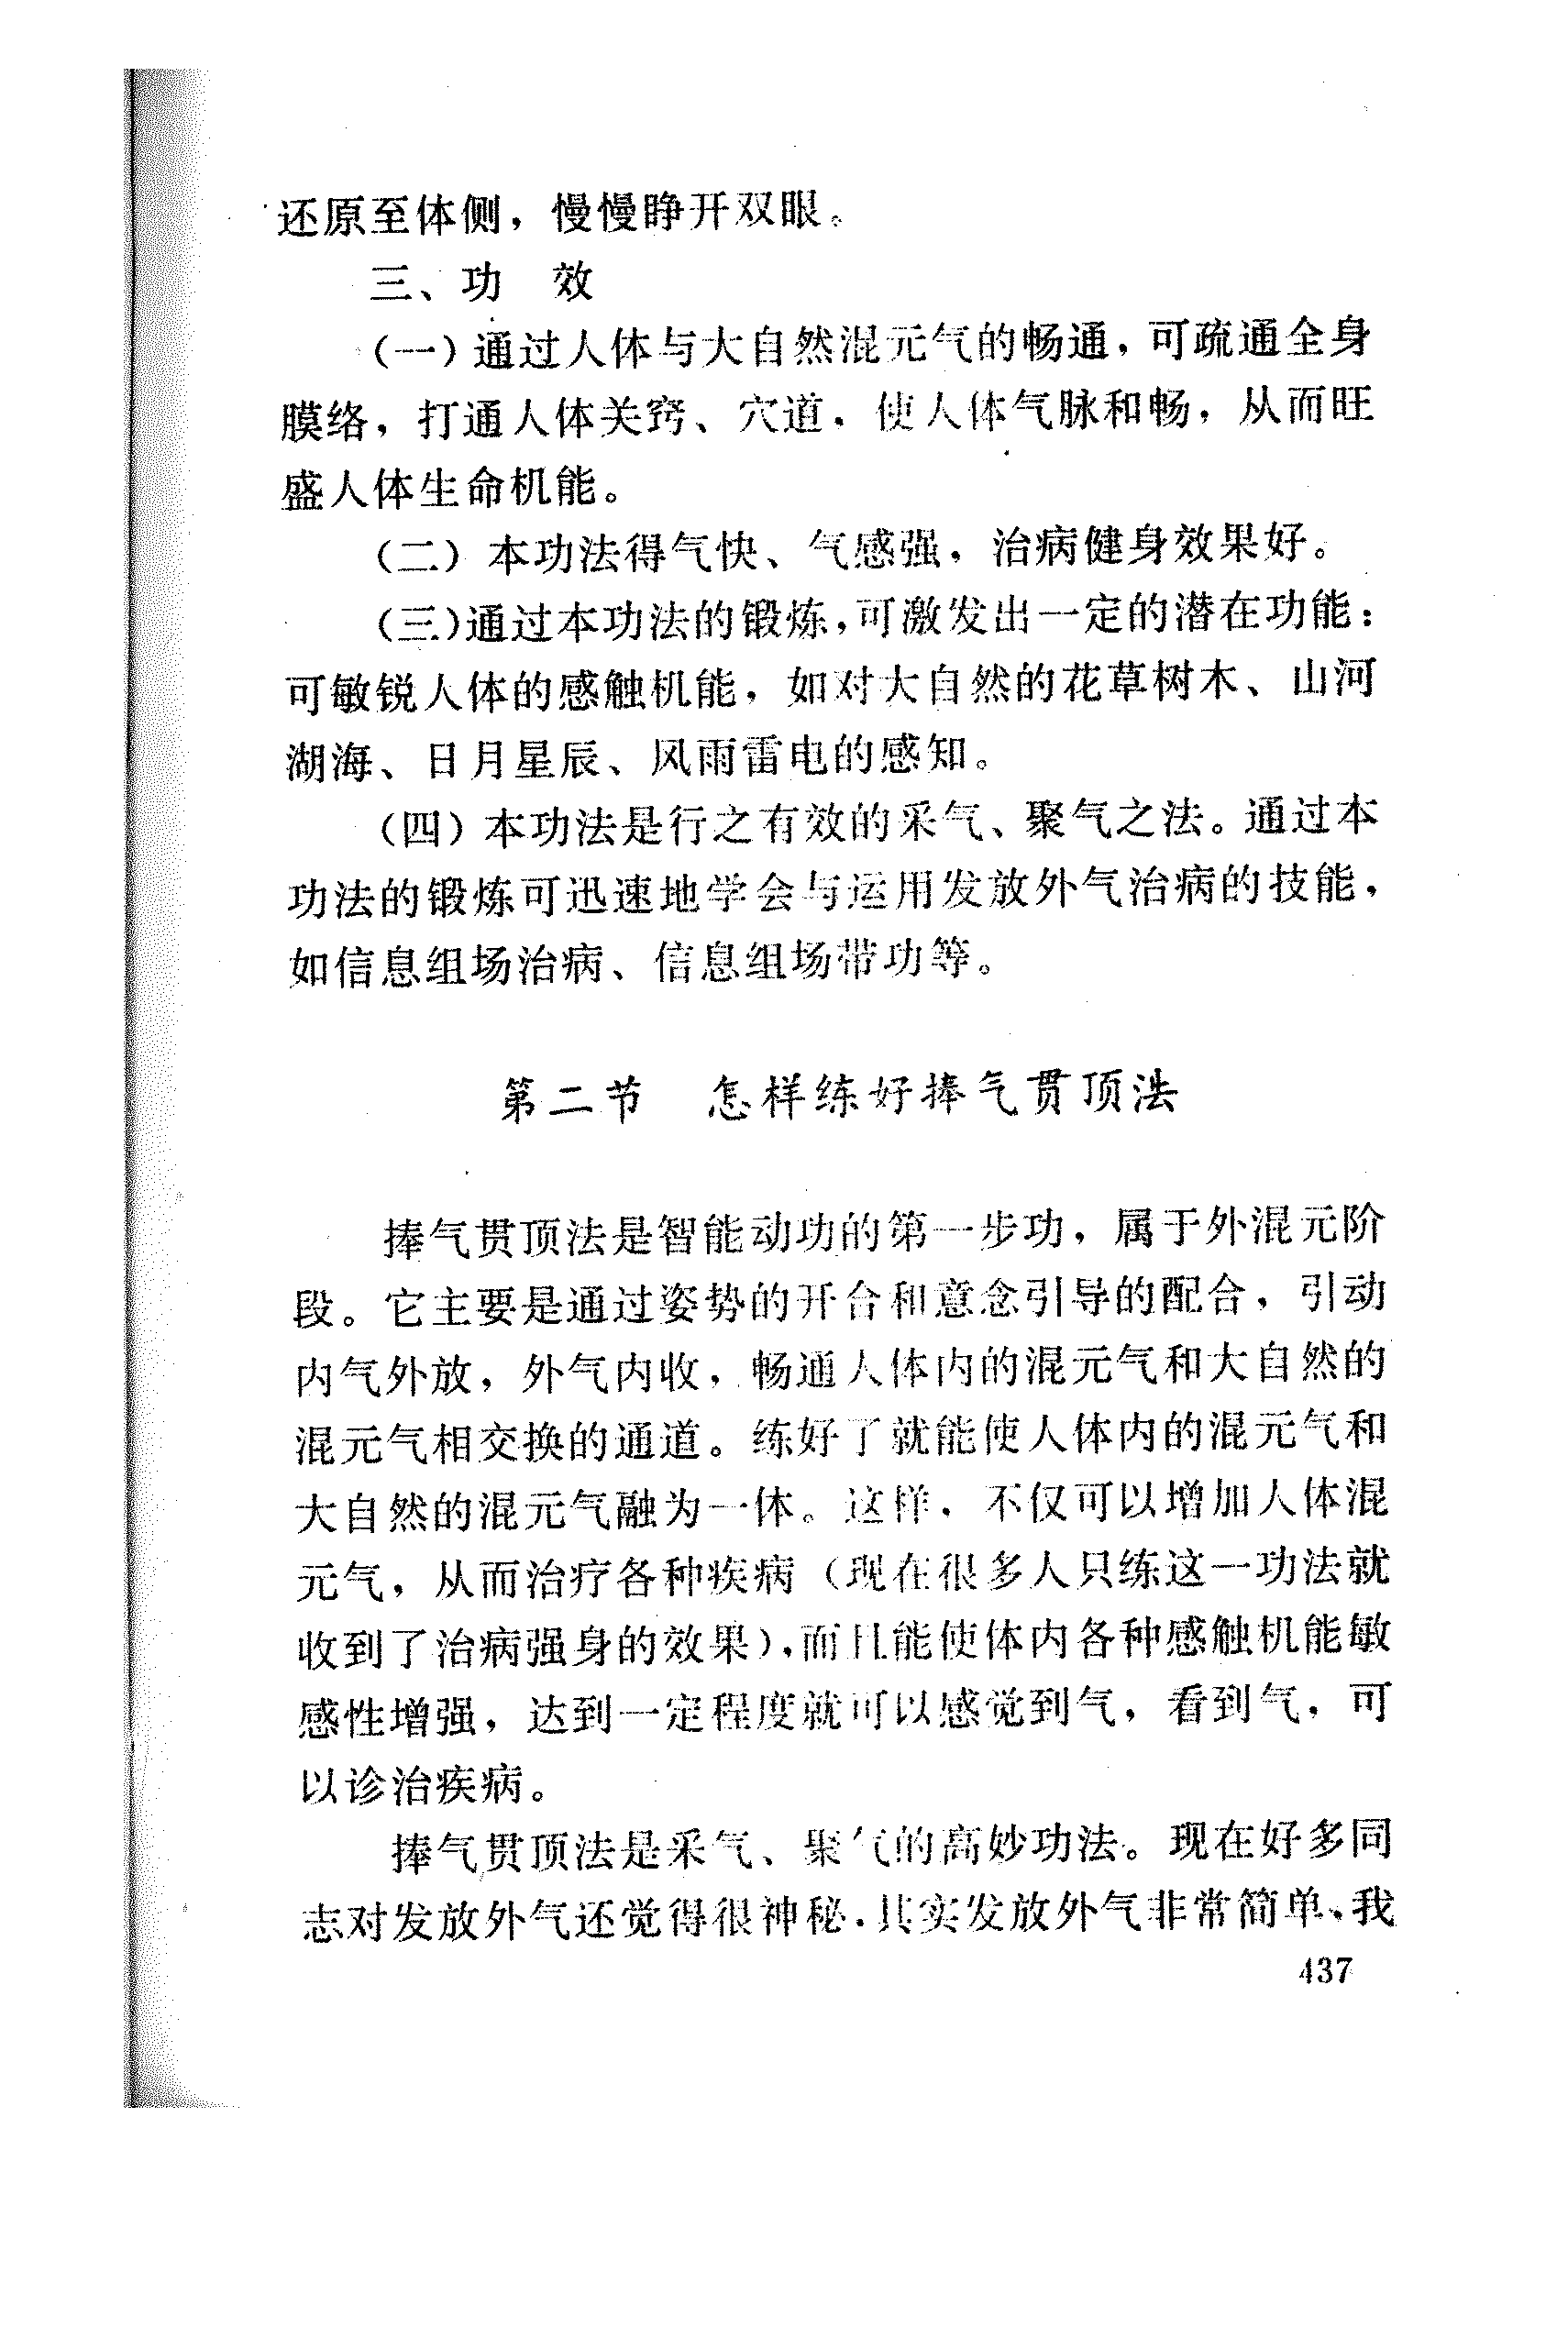 还原至体侧，慢慢睁开双眼。
三、功　效
（一）通过人体与大自然混元气的畅通，可疏通全身
膜络，打通人体关窍、穴道，使人体气脉和畅，从而旺
盛人体生命机能。
（二）本功法得气快、气感强，治病健身效果好。
（三）通过本功法的锻炼，可激发出一定的潜在功能：
可敏锐人体的感触机能，如对大自然的花草树木、山河
湖海、日月星辰、风雨雷电的感知。
（四）本功法是行之有效的采气、聚气之法。通过本
功法的锻炼可迅速地学会与运用发放外气治病的技能，
如信息组场治病、信息组场带功等。
第二节　怎样练好捧气贯顶法
捧气贯顶法是智能动功的第一步功，属于外混元阶
段。它主要是通过姿势的开合和意念引导的配合，引动
内气外放，外气内收，畅通人体内的混元气和大自然的
混元气相交换的通道。练好了就能使人体内的混元气和
大自然的混元气融为一体。这样，不仅可以增加人体混
元气，从而治疗各种疾病（现在很多人只练这一功法就
收到了治病强身的效果），而且能使体内各种感触机能敏
感性增强，达到一定程度就可以感觉到气，看到气，可
以诊治疾病。
捧气贯顶法是采气、聚气的高妙功法。现在好多同
志对发放外气还觉得很神秘．其实发放外气非常简单、我
437